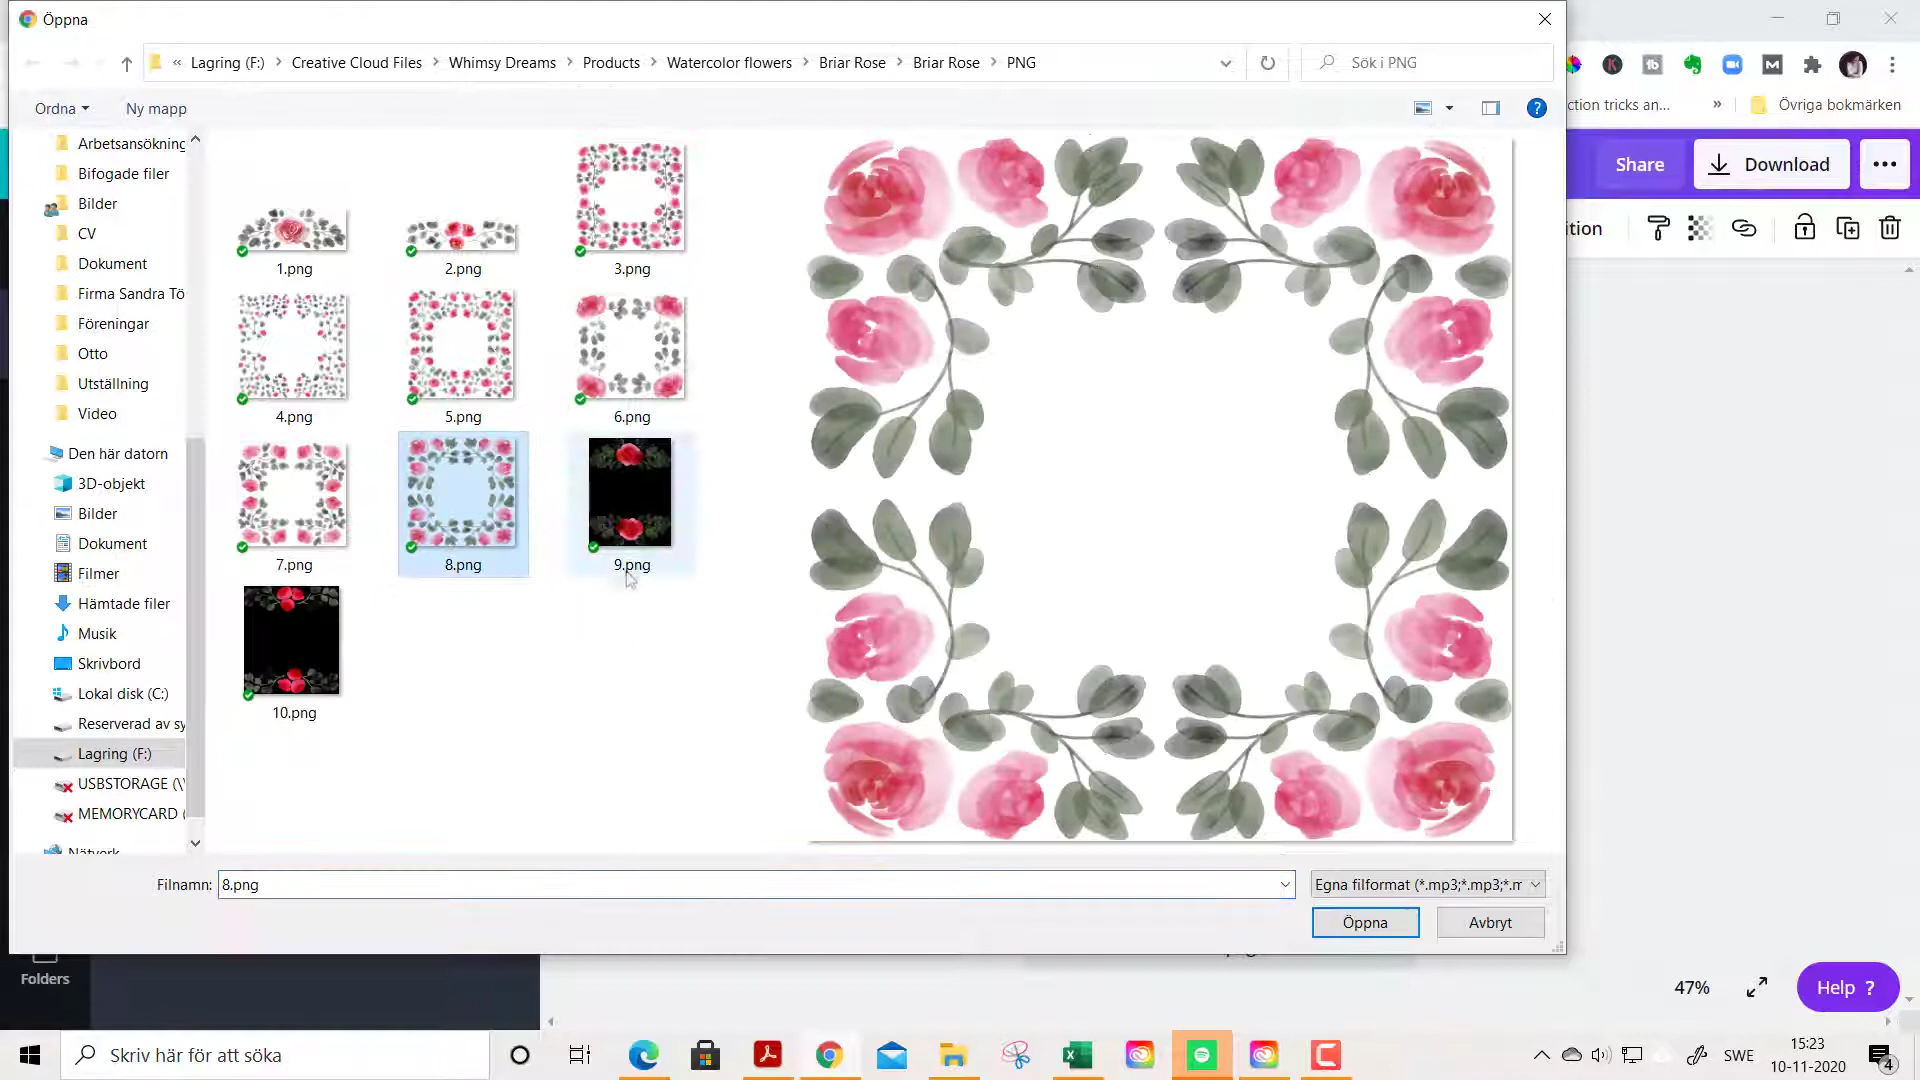 Öppna
« Lagring (F:) > Creative Cloud Files > Whimsy Dreams > Products > Watercolor flowers > Briar Rose > Briar Rose > PNG
Sök i PNG
Ordna
Ny mapp
ction tricks an...
»
Övriga bokmärken
Share
Download
ition
Arbetsansökning
Bifogade filer
Bilder
CV
Dokument
Firma Sandra Tö
Föreningar
Otto
Utställning
Video
Den här datorn
3D-objekt
Bilder
Dokument
Filmer
Hämtade filer
Musik
Skrivbord
Lokal disk (C:)
Reserverad av sy
Lagring (F:)
USBSTORAGE (\\
MEMORYCARD (
Nätverk
1.png
2.png
3.png
4.png
5.png
6.png
7.png
8.png
9.png
10.png
Filnamn:
8.png
Egna filformat (*.mp3;*.mp3;*.m
Öppna
Avbryt
Folders
47%
Help ?
Skriv här för att söka
SWE
15:23
10-11-2020
4